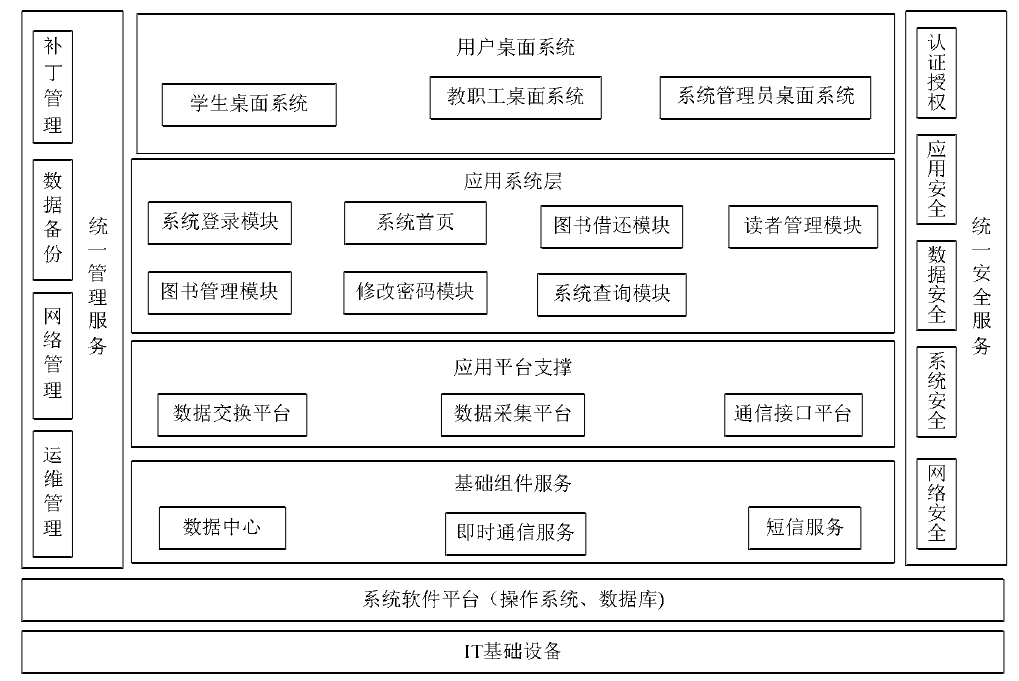 补丁管理
数据备份
网络管理
运维管理
统一管理服务
用户桌面系统
学生桌面系统
教职工桌面系统
系统管理员桌面系统
应用系统层
系统登录模块
系统首页
图书借还模块
读者管理模块
图书管理模块
修改密码模块
系统查询模块
应用平台支撑
数据交换平台
数据采集平台
通信接口平台
基础组件服务
数据中心
即时通信服务
短信服务
认证授权
应用安全
数据安全
系统安全
网络安全
统一安全服务
系统软件平台（操作系统、数据库)
IT基础设备